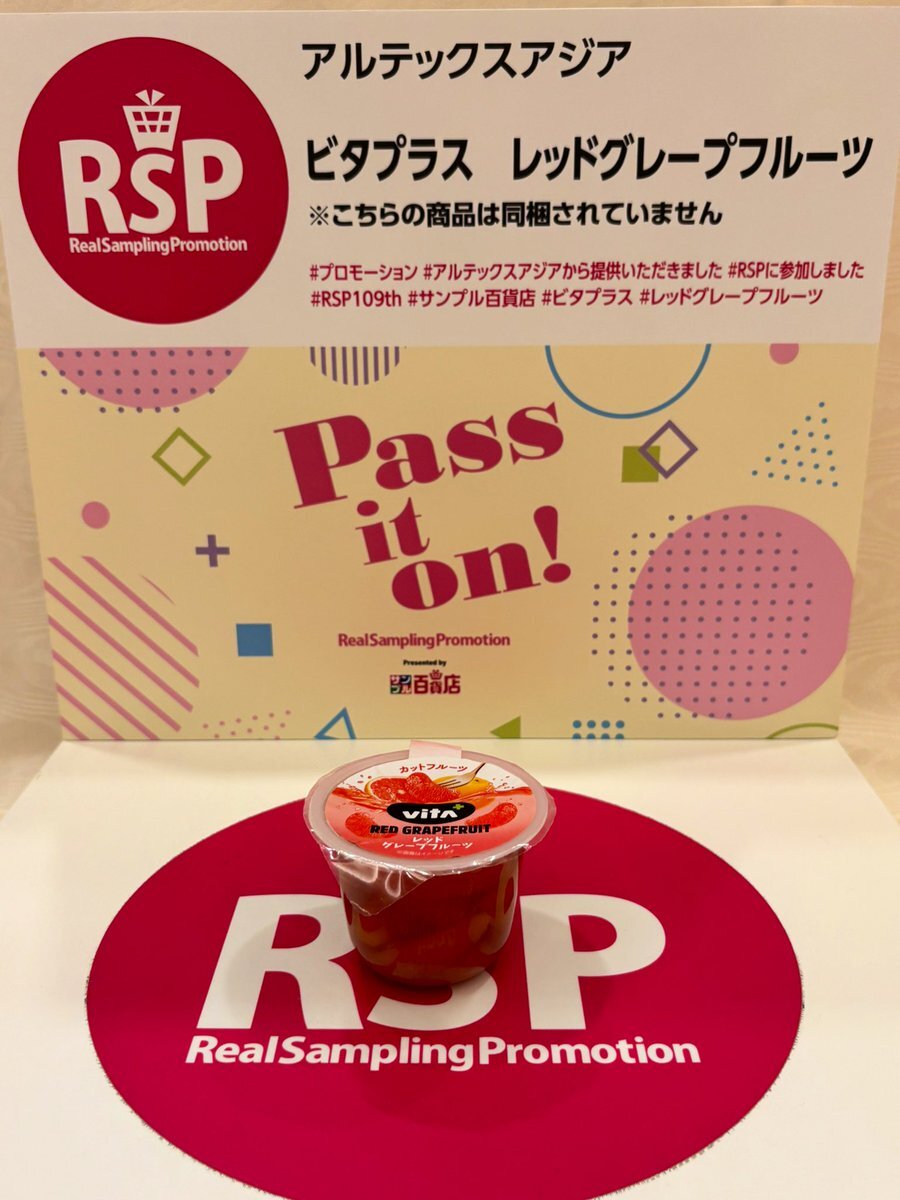 RSP
RealSamplingPromotion
アルテックスアジア
ビタプラス レッドグレープフルーツ
※こちらの商品は同梱されていません
#プロモーション #アルテックスアジアから提供いただきました #RSPに参加しました
#RSP109th #サンプル百貨店 #ビタプラス #レッドグレープフルーツ
Pass
it
on!
RealSamplingPromotion
Presented by
サンプル百貨店
カットフルーツ
vita+
RED GRAPEFRUIT
レッド
グレープフルーツ
RSP
RealSamplingPromotion